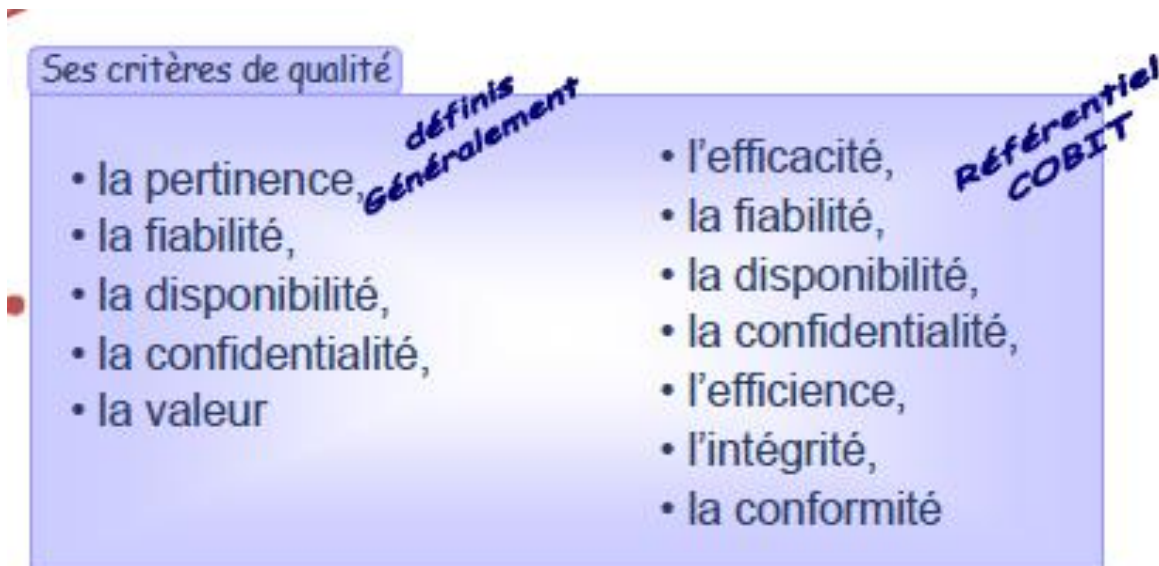 Ses critères de qualité
définis
Généralement
• la pertinence,
• la fiabilité,
• la disponibilité,
• la confidentialité,
• la valeur
Référentiel
COBIT
• l'efficacité,
• la fiabilité,
• la disponibilité,
• la confidentialité,
• l'efficience,
• l'intégrité,
• la conformité